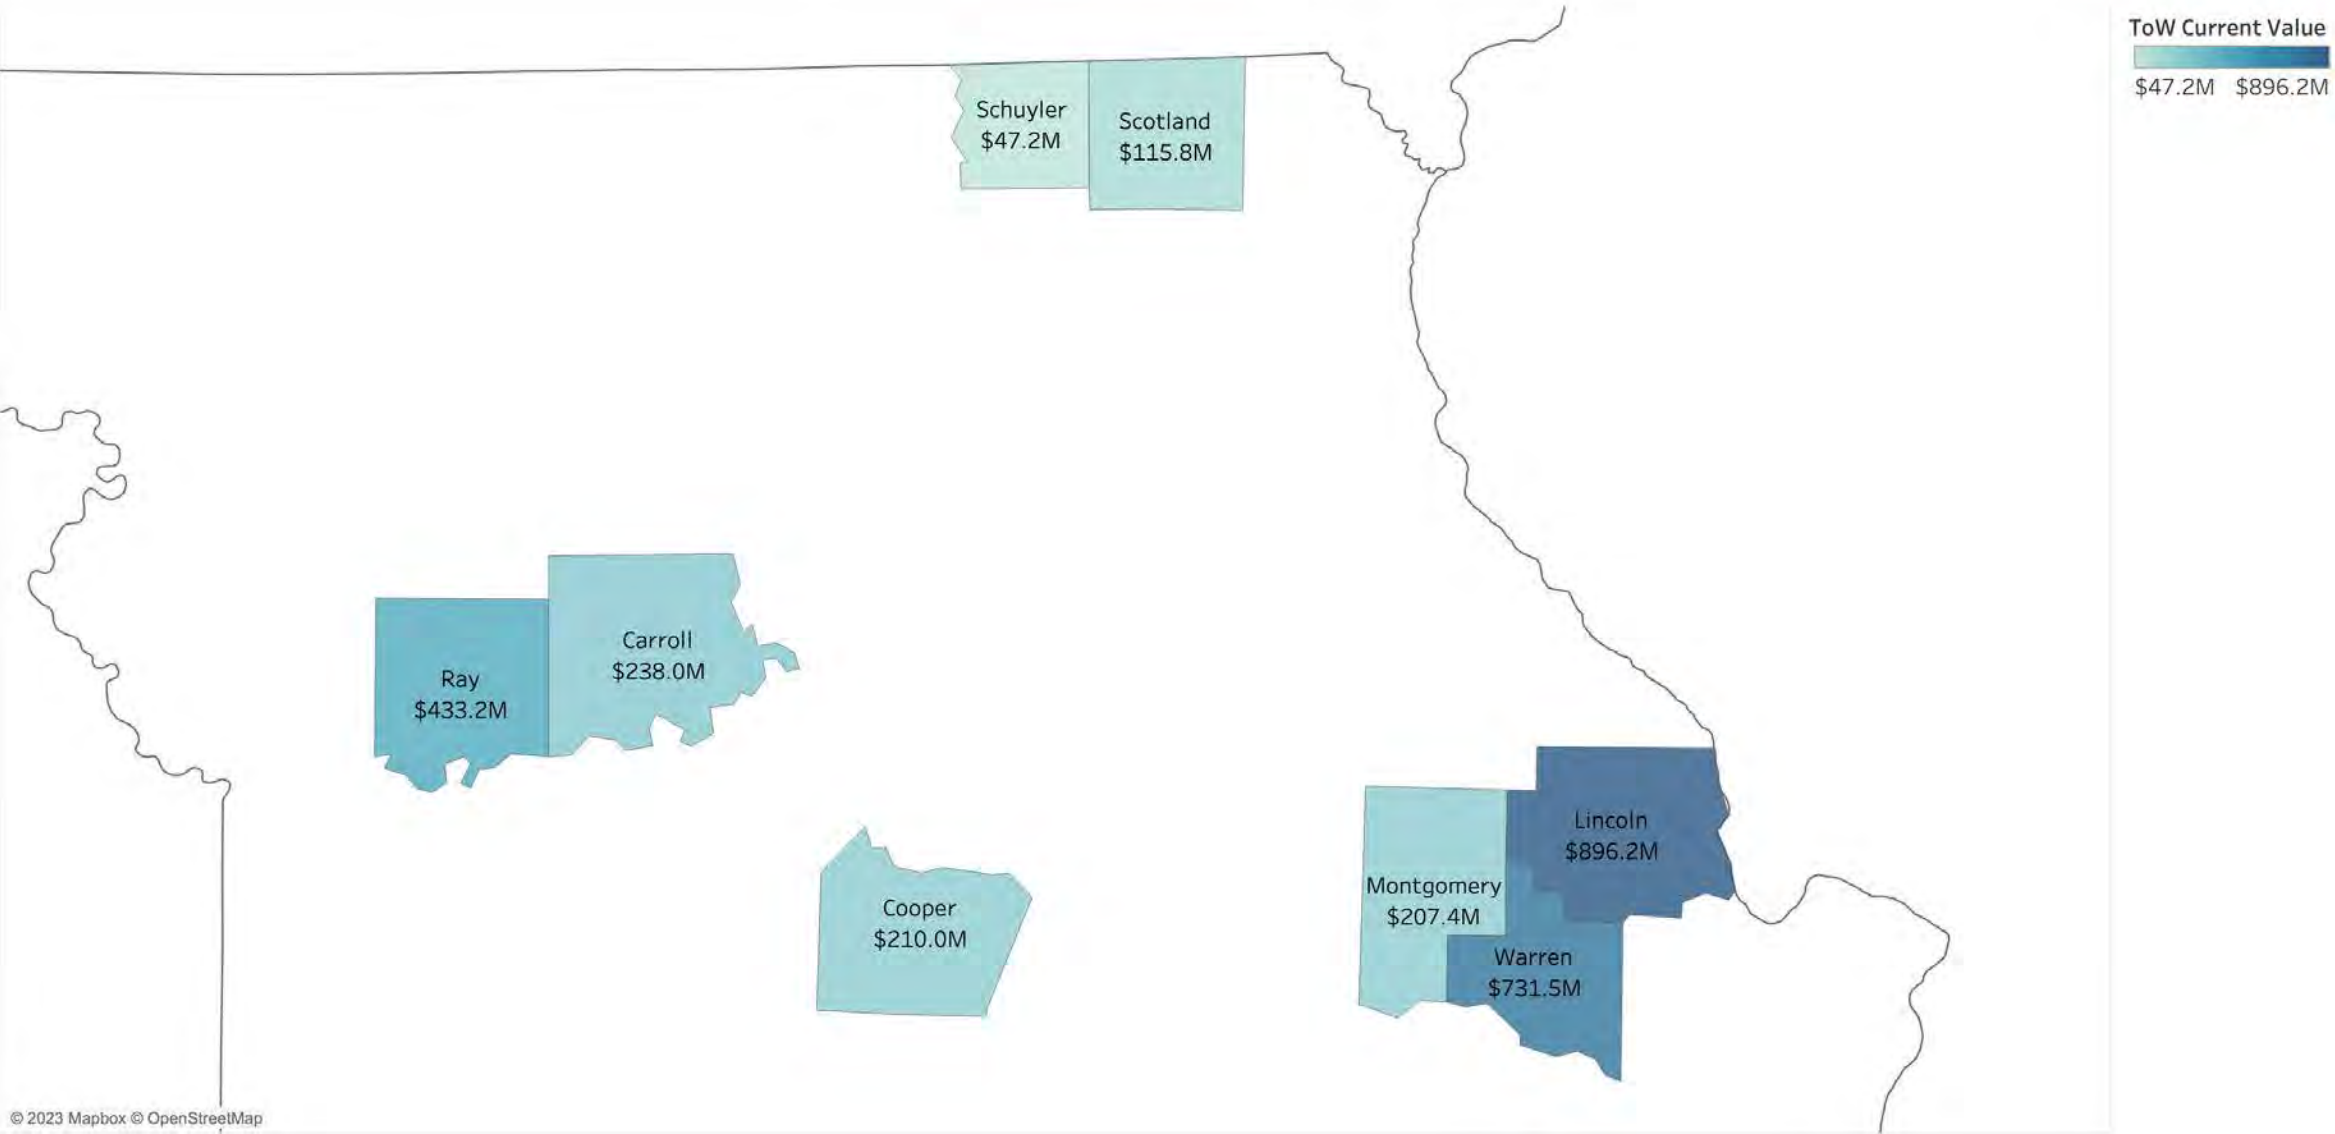 ToW Current Value
$47.2M $896.2M
Schuyler
$47.2M
Scotland
$115.8M
Carroll
$238.0M
Ray
$433.2M
Lincoln
$896.2M
Montgomery
$207.4M
Cooper
$210.0M
Warren
$731.5M
© 2023 Mapbox © OpenStreetMap